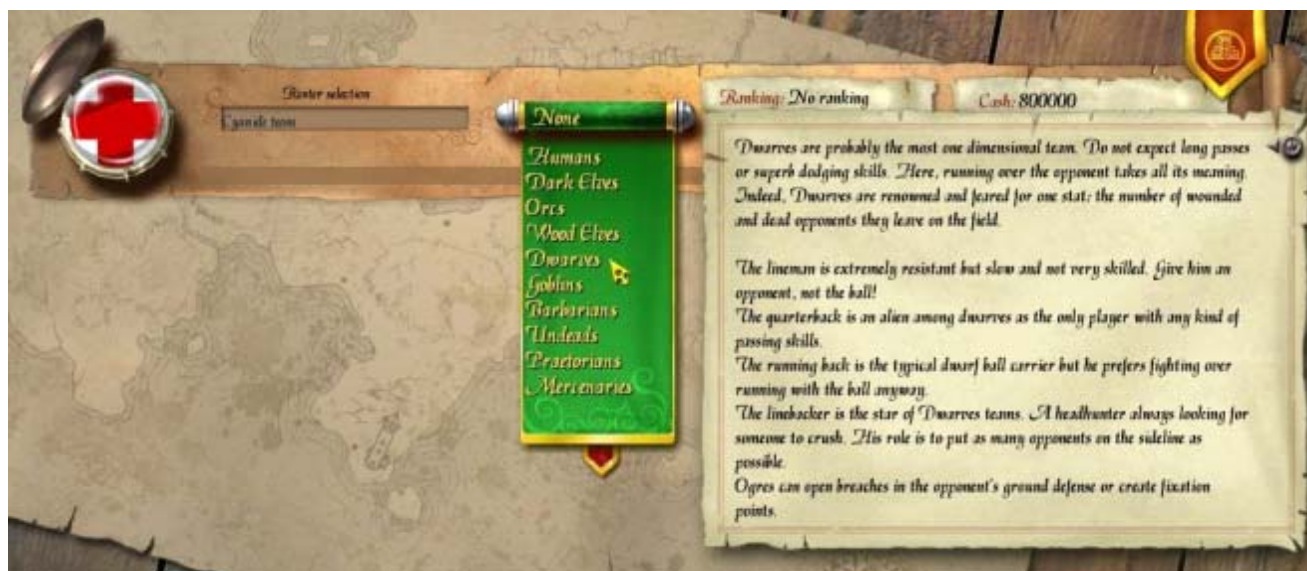 Roster selection
Cyanide team
None
Humans
Dark Elves
Orcs
Wood Elves
Dwarves
Goblins
Barbarians
Undeads
Praetorians
Mercenaries
Ranking: No ranking
Cash: 800000
Dwarves are probably the most one dimensional team. Do not expect long passes
or superb dodging skills. Here, running over the opponent takes all its meaning.
Indeed, Dwarves are renowned and feared for one stat: the number of wounded
and dead opponents they leave on the field.
The lineman is extremely resistant but slow and not very skilled. Give him an
opponent, not the ball!
The quarterback is an alien among dwarves as the only player with any kind of
passing skills.
The running back is the typical dwarf ball carrier but he prefers fighting over
running with the ball anyway.
The linebacker is the star of Dwarves teams. A headhunter always looking for
someone to crush. His role is to put as many opponents on the sideline as
possible.
Ogres can open breaches in the opponent's ground defense or create fixation
points.